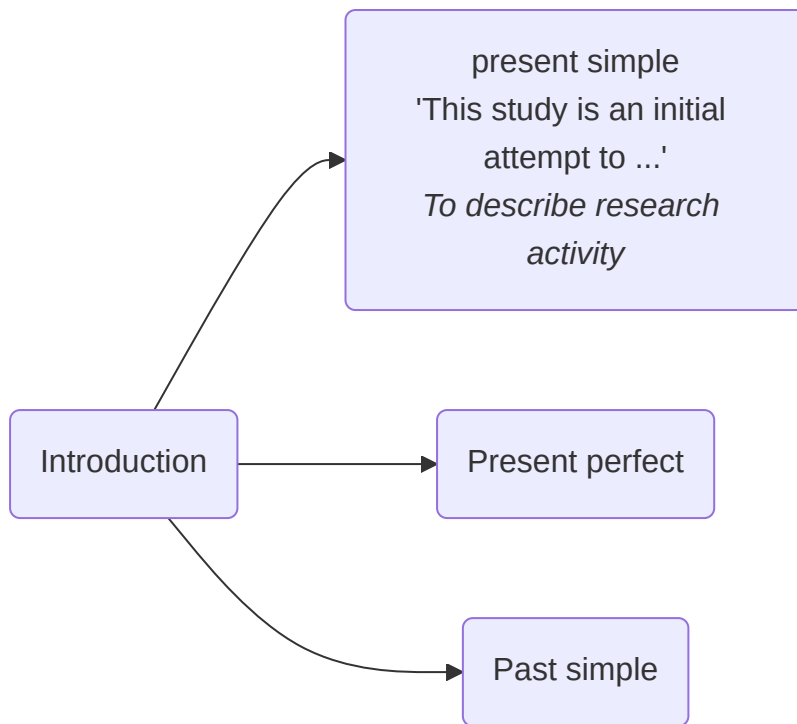 present simple
'This study is an initial
attempt to ...'
To describe research
activity
Introduction
Present perfect
Past simple